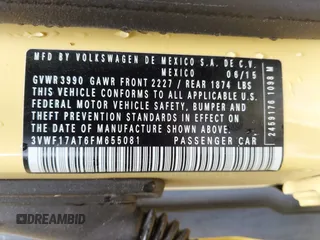 MFD. BY VOLKSWAGEN DE MEXICO S.A. DE C.V.
MEXICO 06/15
GVWR 3990 GAWR FRONT 2227 / REAR 1874 LBS
THIS VEHICLE CONFORMS TO ALL APPLICABLE U.S.
FEDERAL MOTOR VEHICLE SAFETY, BUMPER AND
THEFT PREVENTION STANDARDS IN EFFECT ON THE
DATE OF MANUFACTURE SHOWN ABOVE.
3VWF17AT6FM655081 PASSENGER CAR
2459176 1098 M
DREAMBID